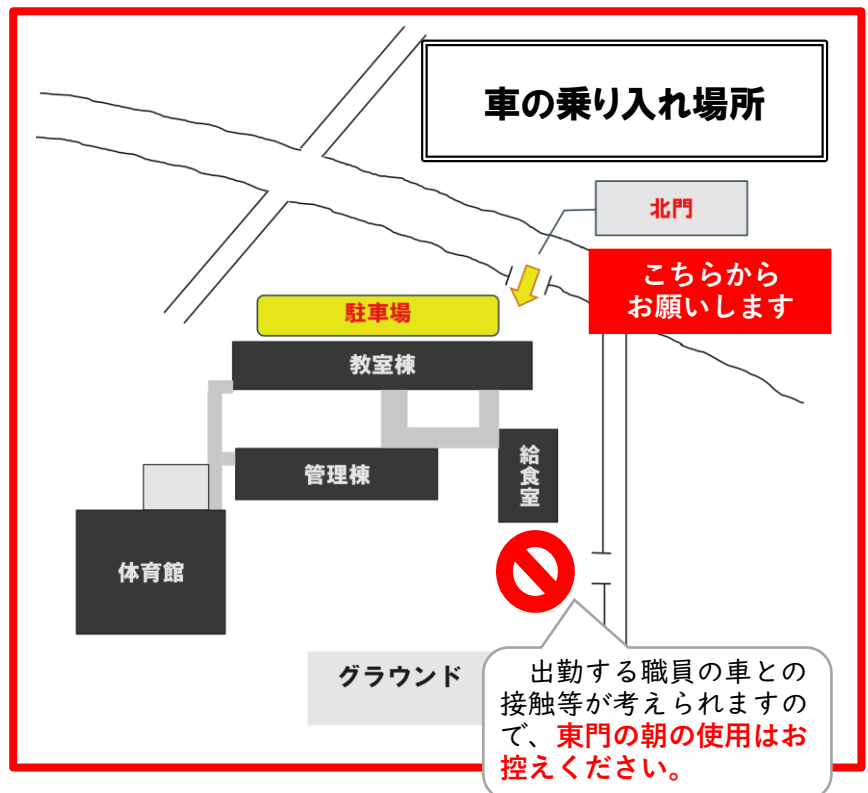 車の乗り入れ場所
北門
こちらから
お願いします
駐車場
教室棟
給食室
管理棟
体育館
グラウンド
出勤する職員の車との
接触等が考えられますの
で、東門の朝の使用はお
控えください。